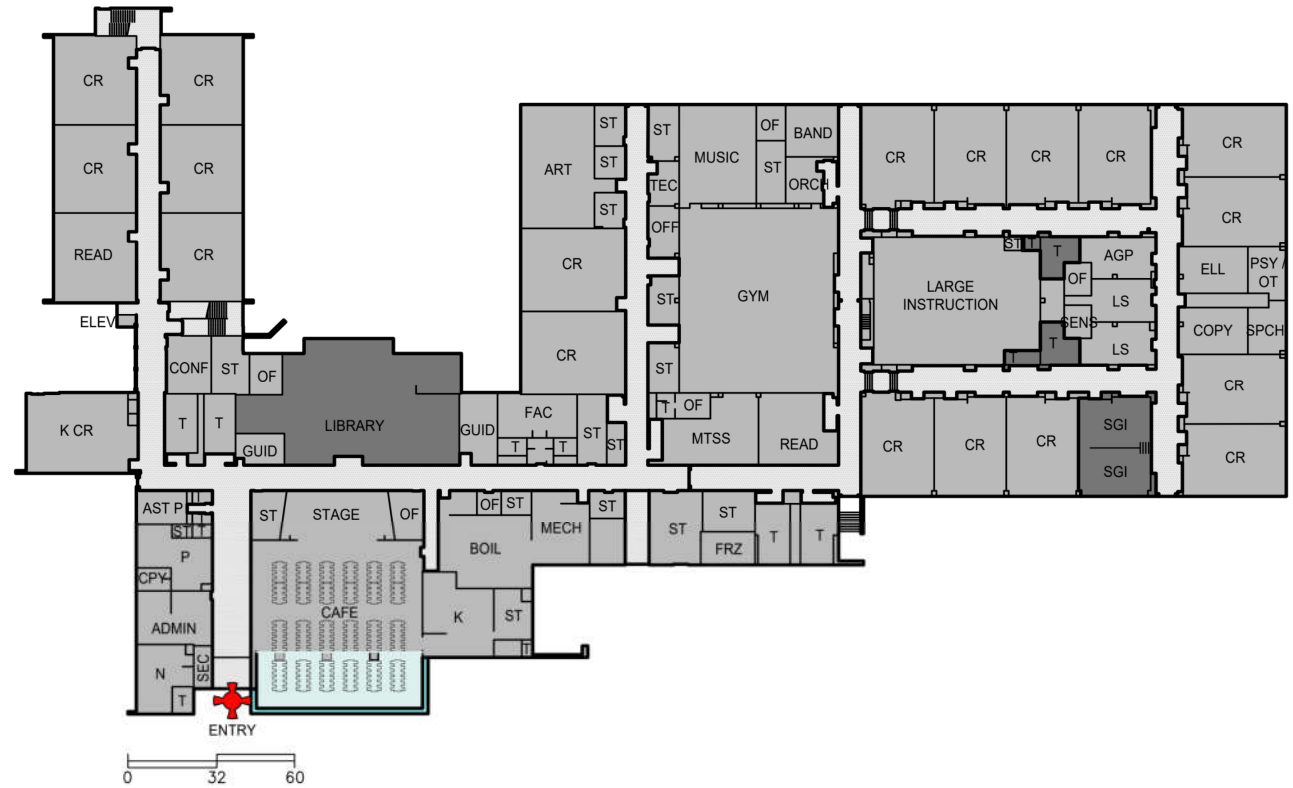 CR
CR
CR
CR
READ
CR
ELEV
CONF
ST
OF
K CR
T
T
GUID
LIBRARY
GUID
FAC
T
T
ST
ST
ART
ST
ST
ST
CR
CR
ST
TEC
OFF
ST
ST
MUSIC
OF
ST
BAND
ORCH
GYM
T
OF
MTSS
READ
CR
CR
CR
CR
ST
T
T
LARGE
INSTRUCTION
OF
AGP
LS
SENS
LS
T
T
CR
CR
CR
SGI
SGI
CR
CR
ELL
PSY /
OT
COPY
SPCH
CR
CR
AST P
ST
T
P
CPY
ADMIN
N
SEC
T
ST
STAGE
OF
CAFE
OF
ST
BOIL
MECH
ST
K
ST
T
ST
ST
FRZ
T
T
ENTRY
0 32 60